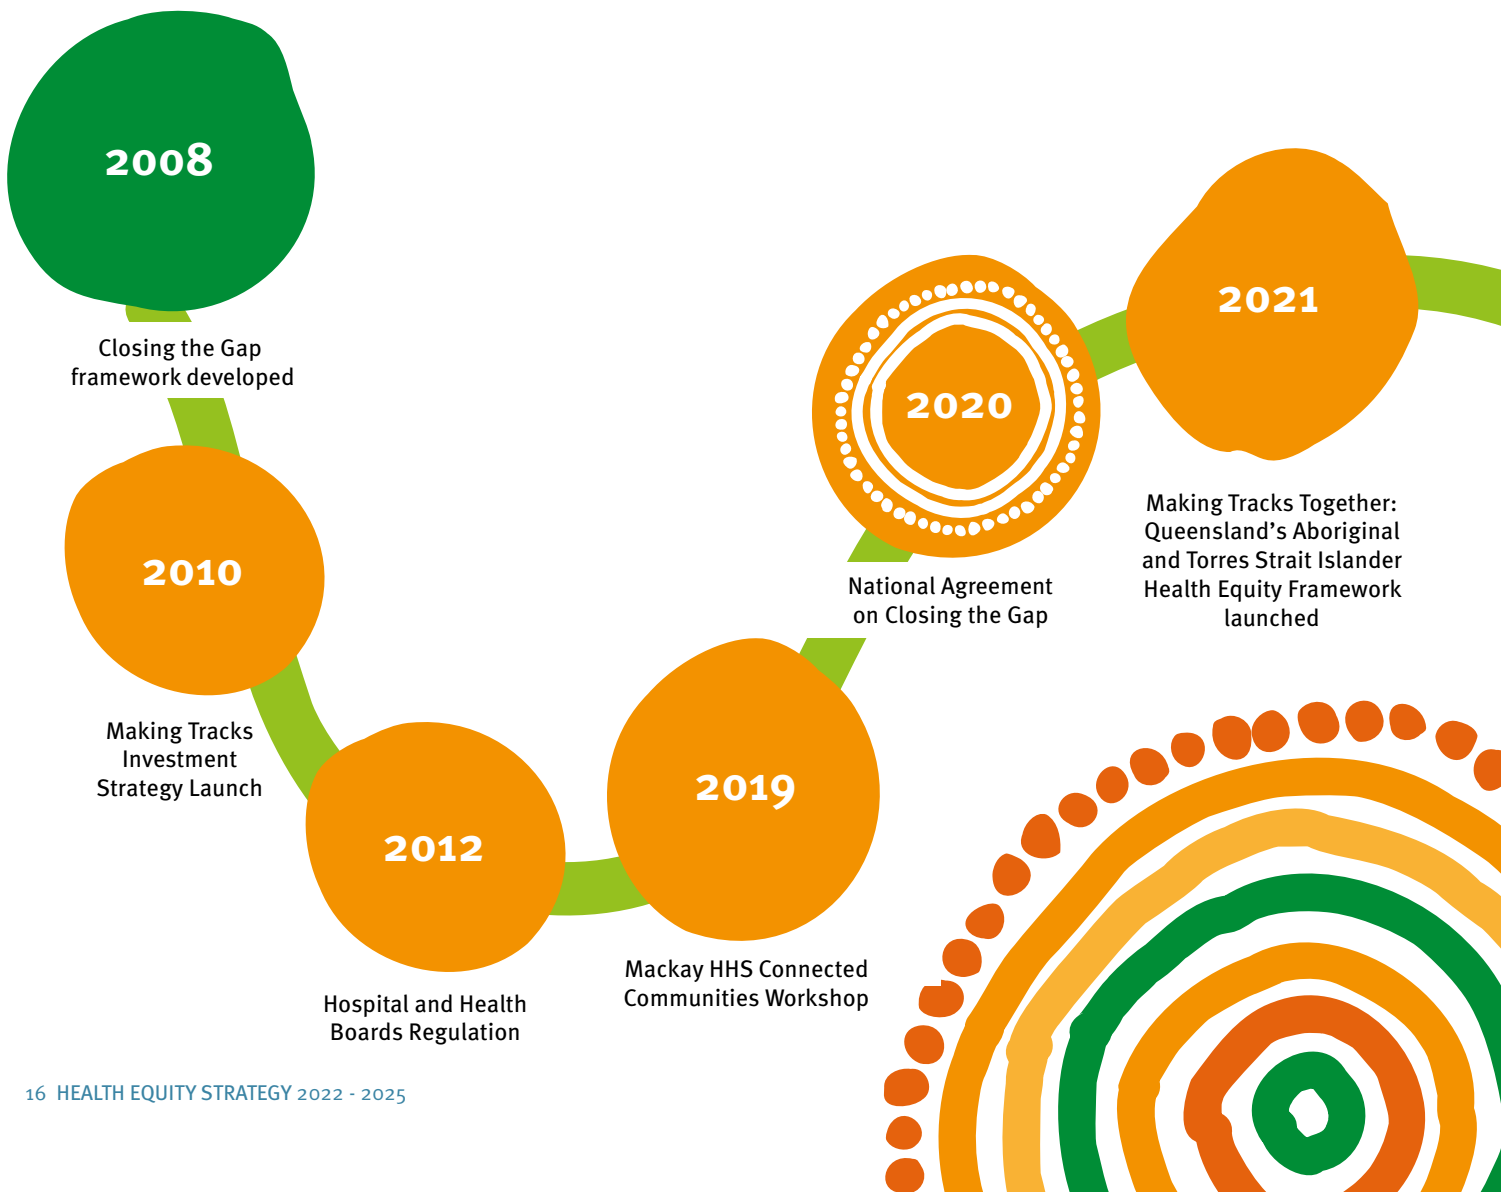 2008
Closing the Gap
framework developed
2010
Making Tracks
Investment
Strategy Launch
2012
Hospital and Health
Boards Regulation
2019
Mackay HHS Connected
Communities Workshop
2020
National Agreement
on Closing the Gap
2021
Making Tracks Together:
Queensland’s Aboriginal
and Torres Strait Islander
Health Equity Framework
launched
16 HEALTH EQUITY STRATEGY 2022 - 2025